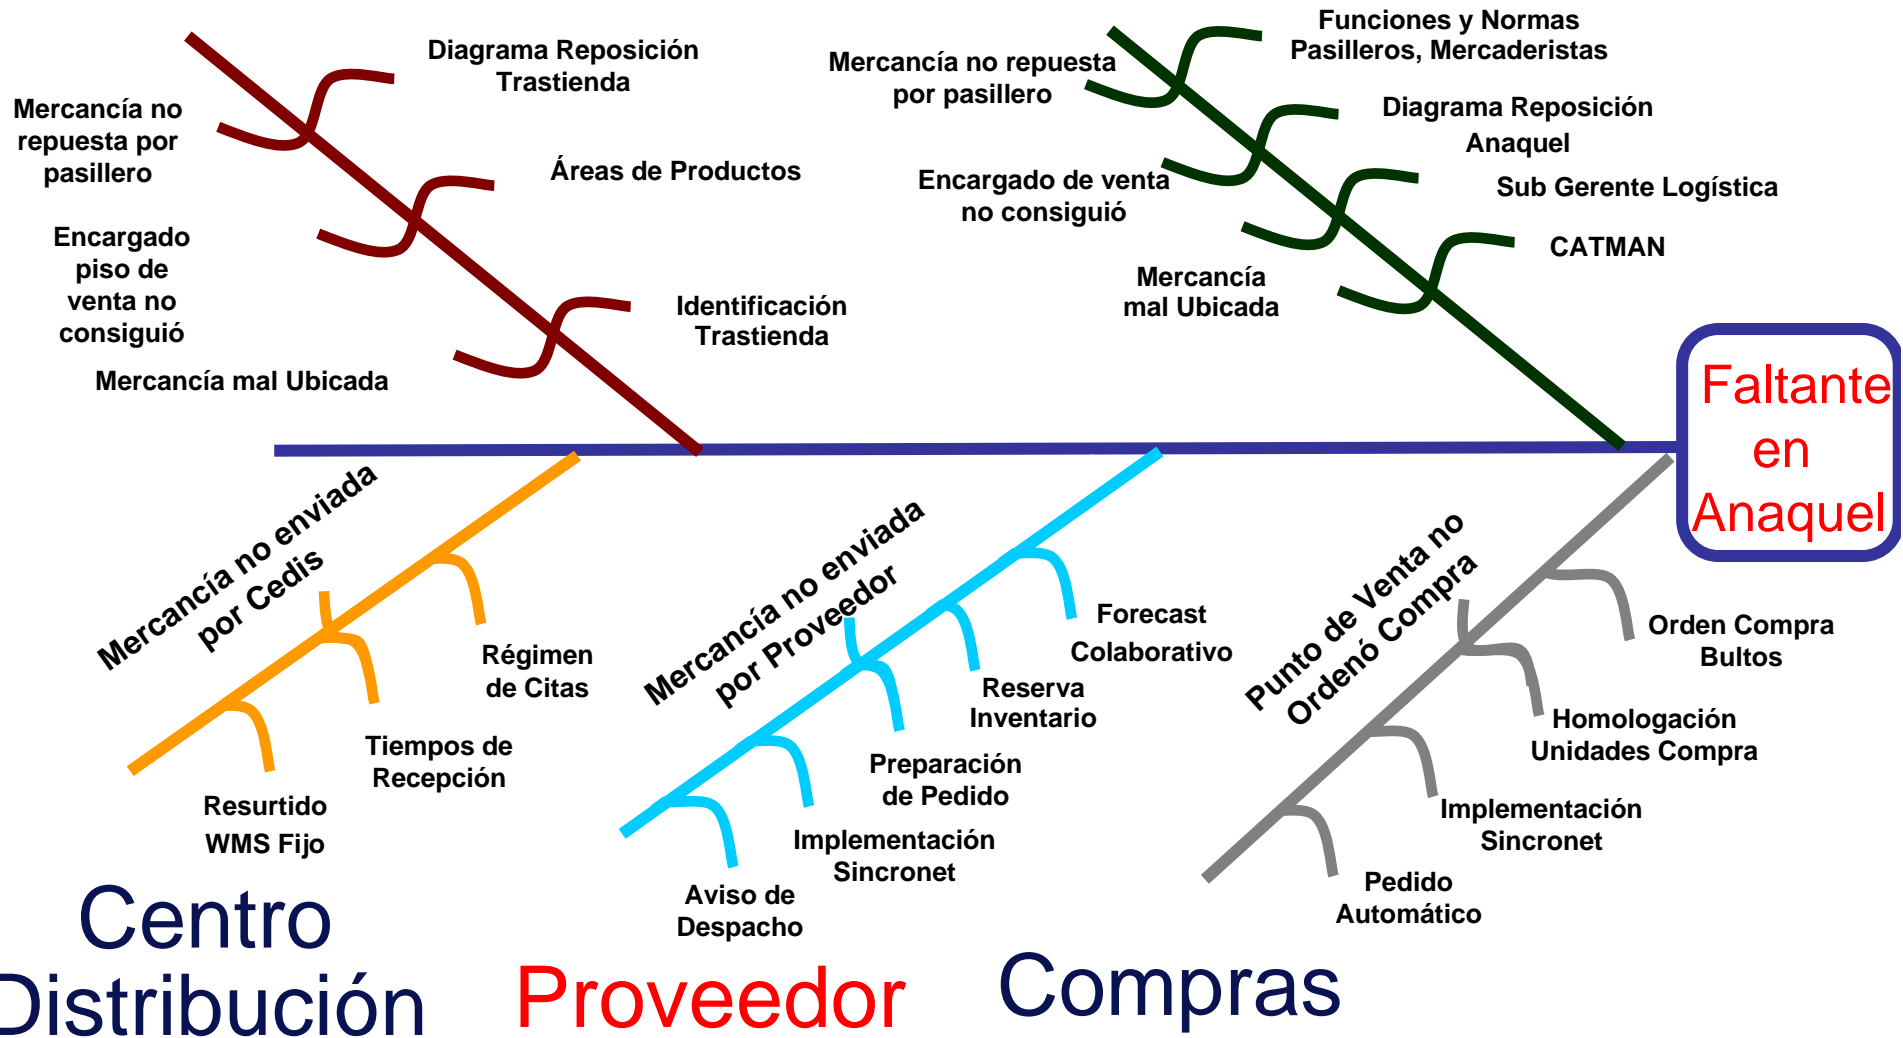 Diagrama Reposición
Trastienda
Mercancía no
repuesta por
pasillero
Áreas de Productos
Encargado
piso de
venta no
consiguió
Identificación
Trastienda
Mercancía mal Ubicada
Funciones y Normas
Pasilleros, Mercaderistas
Mercancía no repuesta
por pasillero
Diagrama Reposición
Anaquel
Encargado de venta
no consiguió
Sub Gerente Logística
CATMAN
Mercancía
mal Ubicada
Faltante
en
Anaquel
Mercancía no enviada
por Cedis
Régimen
de Citas
Tiempos de
Recepción
Resurtido
WMS Fijo
Centro
Distribución
Mercancía no enviada
por Proveedor
Forecast
Colaborativo
Reserva
Inventario
Preparación
de Pedido
Implementación
Sincronet
Aviso de
Despacho
Proveedor
Punto de Venta no
Ordenó Compra
Orden Compra
Bultos
Homologación
Unidades Compra
Implementación
Sincronet
Pedido
Automático
Compras